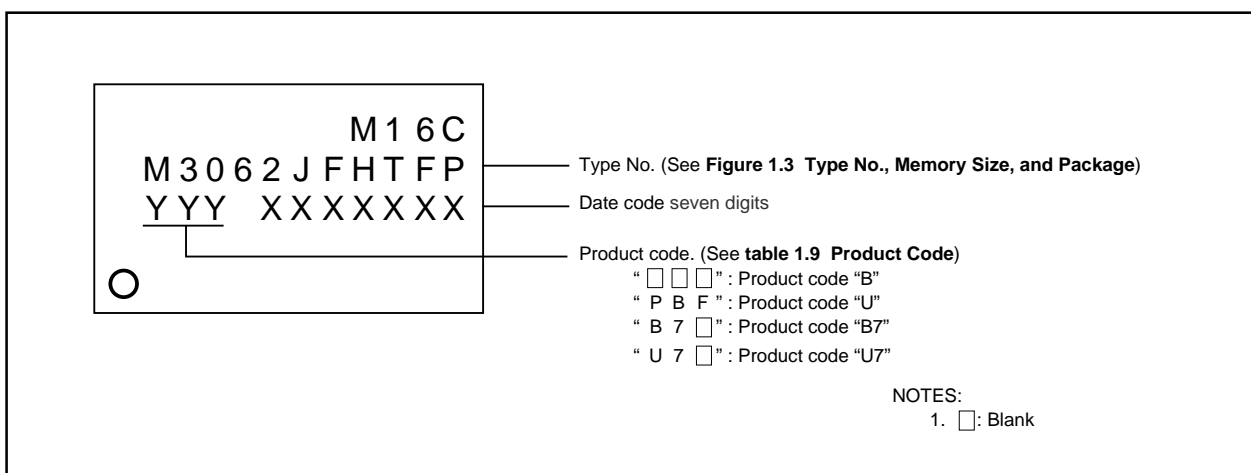 M16C
M3062JFHTFP
YYY XXXXXXX
Type No. (See Figure 1.3 Type No., Memory Size, and Package)
Date code seven digits
Product code. (See table 1.9 Product Code)
“ □ □ □ ” : Product code “B”
“ P B F ” : Product code “U”
“ B 7 □ ” : Product code “B7”
“ U 7 □ ” : Product code “U7”
NOTES:
1. □: Blank